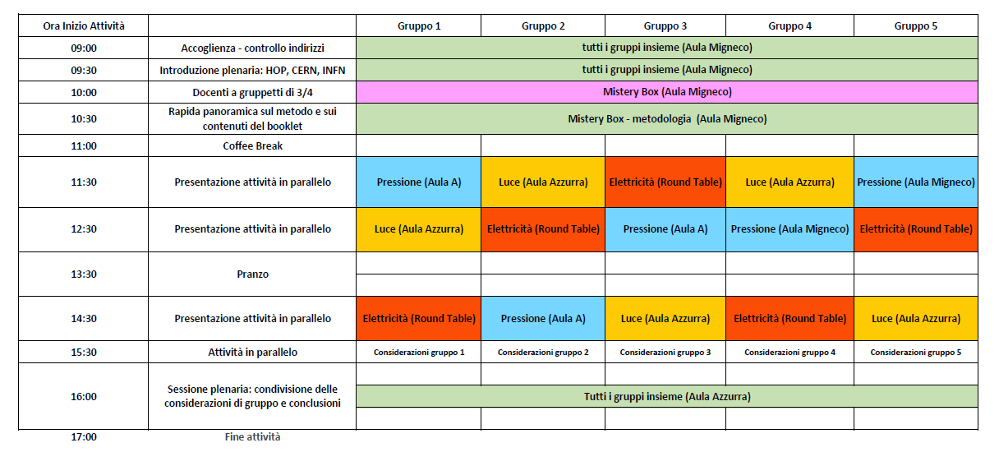 Ora Inizio Attività Gruppo 1 Gruppo 2 Gruppo 3 Gruppo 4 Gruppo 5
09:00 Accoglienza - controllo indirizzi tutti i gruppi insieme (Aula Migneco)
09:30 Introduzione plenaria: HOP, CERN, INFN tutti i gruppi insieme (Aula Migneco)
10:00 Docenti a gruppetti di 3/4 Mistery Box (Aula Migneco)
10:30 Rapida panoramica sul metodo e sui
contenuti del booklet Mistery Box - metodologia (Aula Migneco)
11:00 Coffee Break
11:30 Presentazione attività in parallelo Pressione (Aula A) Luce (Aula Azzurra) Elettricità (Round Table) Luce (Aula Azzurra) Pressione (Aula Migneco)
12:30 Presentazione attività in parallelo Luce (Aula Azzurra) Elettricità (Round Table) Pressione (Aula A) Pressione (Aula Migneco) Elettricità (Round Table)
13:30 Pranzo
14:30 Presentazione attività in parallelo Elettricità (Round Table) Pressione (Aula A) Luce (Aula Azzurra) Elettricità (Round Table) Luce (Aula Azzurra)
15:30 Attività in parallelo Considerazioni gruppo 1 Considerazioni gruppo 2 Considerazioni gruppo 3 Considerazioni gruppo 4 Considerazioni gruppo 5
16:00 Sessione plenaria: condivisione delle
considerazioni di gruppo e conclusioni Tutti i gruppi insieme (Aula Azzurra)
17:00 Fine attività